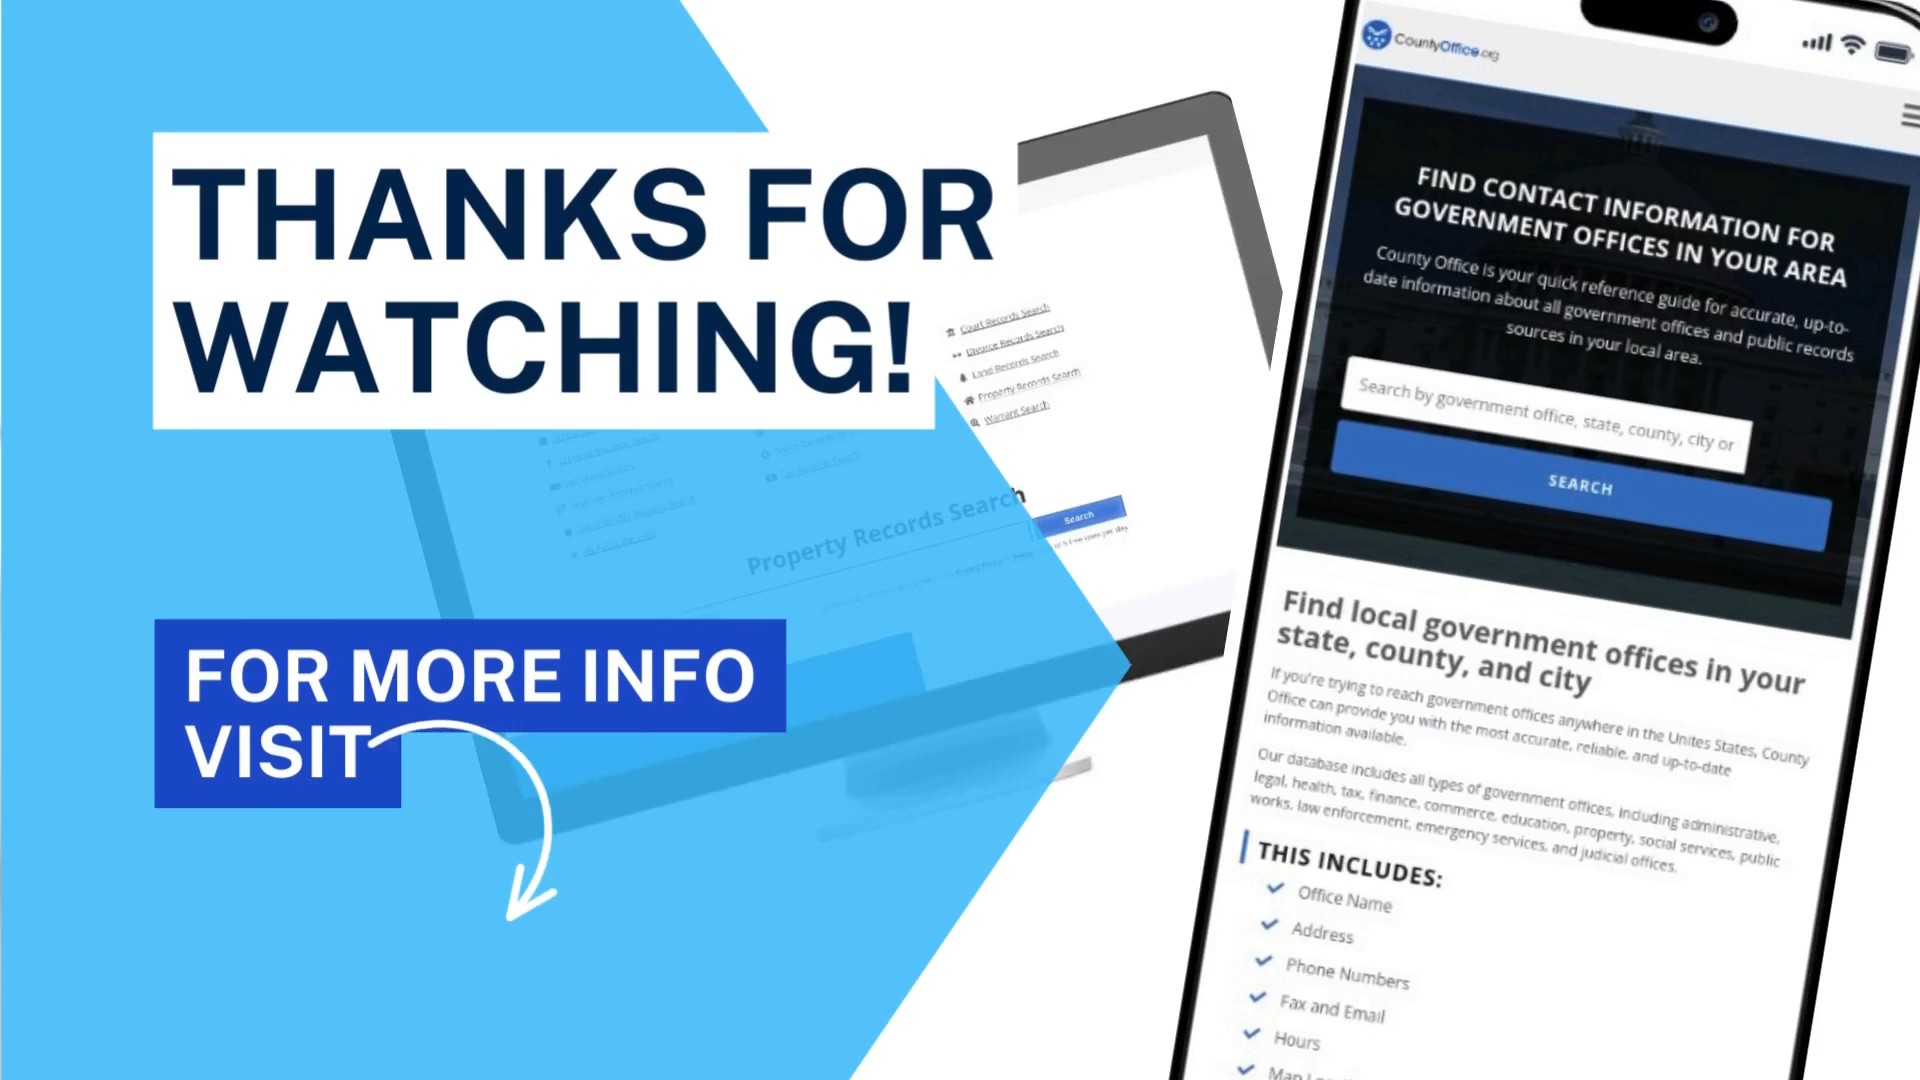 THANKS FOR
WATCHING!
FOR MORE INFO
VISIT
Court Records Search
Divorce Records Search
Land Records Search
Property Records Search
Warrant Search
Property Records Search
Search
of 5 free uses per day
CountyOffice.org
FIND CONTACT INFORMATION FOR
GOVERNMENT OFFICES IN YOUR AREA
County Office is your quick reference guide for accurate, up-to-
date information about all government offices and public records
sources in your local area.
Search by government office, state, county, city or
SEARCH
Find local government offices in your
state, county, and city
If you're trying to reach government offices anywhere in the Unites States, County
Office can provide you with the most accurate, reliable, and up-to-date
information available.
Our database includes all types of government offices, including administrative,
legal, health, tax, finance, commerce, education, property, social services, public
works, law enforcement, emergency services, and judicial offices.
THIS INCLUDES:
Office Name
Address
Phone Numbers
Fax and Email
Hours
Map